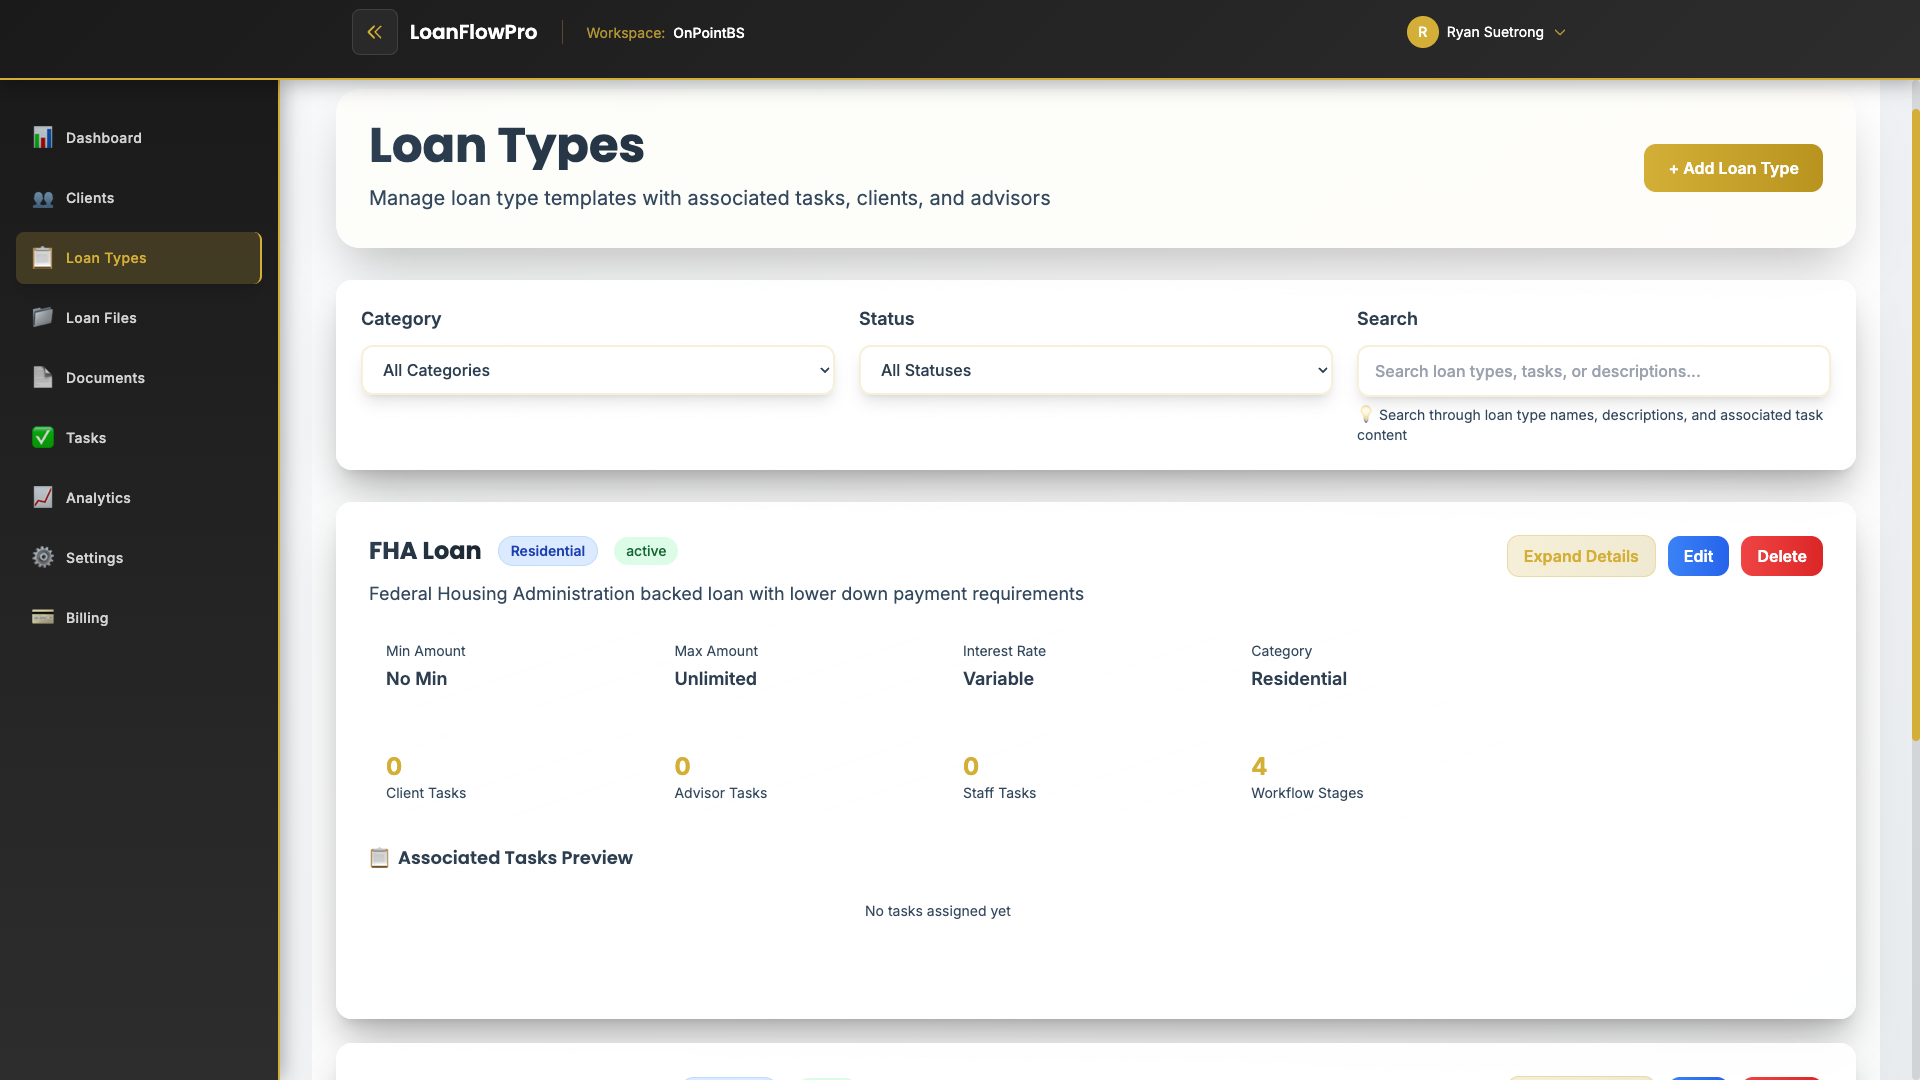 LoanFlowPro
Workspace: OnPointBS
R
Ryan Suetrong
Dashboard
Clients
Loan Types
Loan Files
Documents
Tasks
Analytics
Settings
Billing
Loan Types
Manage loan type templates with associated tasks, clients, and advisors
+ Add Loan Type
Category
All Categories
Status
All Statuses
Search
Search loan types, tasks, or descriptions...
💡 Search through loan type names, descriptions, and associated task
content
FHA Loan
Residential
active
Expand Details
Edit
Delete
Federal Housing Administration backed loan with lower down payment requirements
Min Amount
No Min
Max Amount
Unlimited
Interest Rate
Variable
Category
Residential
0
Client Tasks
0
Advisor Tasks
0
Staff Tasks
4
Workflow Stages
📋 Associated Tasks Preview
No tasks assigned yet